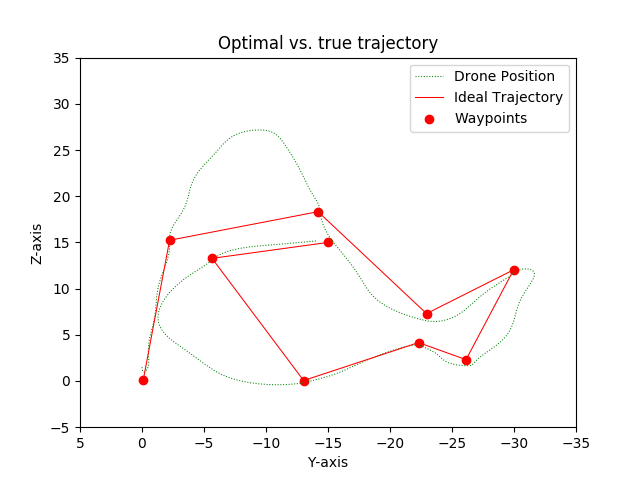 Optimal vs. true trajectory
Drone Position
Ideal Trajectory
Waypoints
Z-axis
35
30
25
20
15
10
5
0
−5
5 0 −5 −10 −15 −20 −25 −30 −35
Y-axis